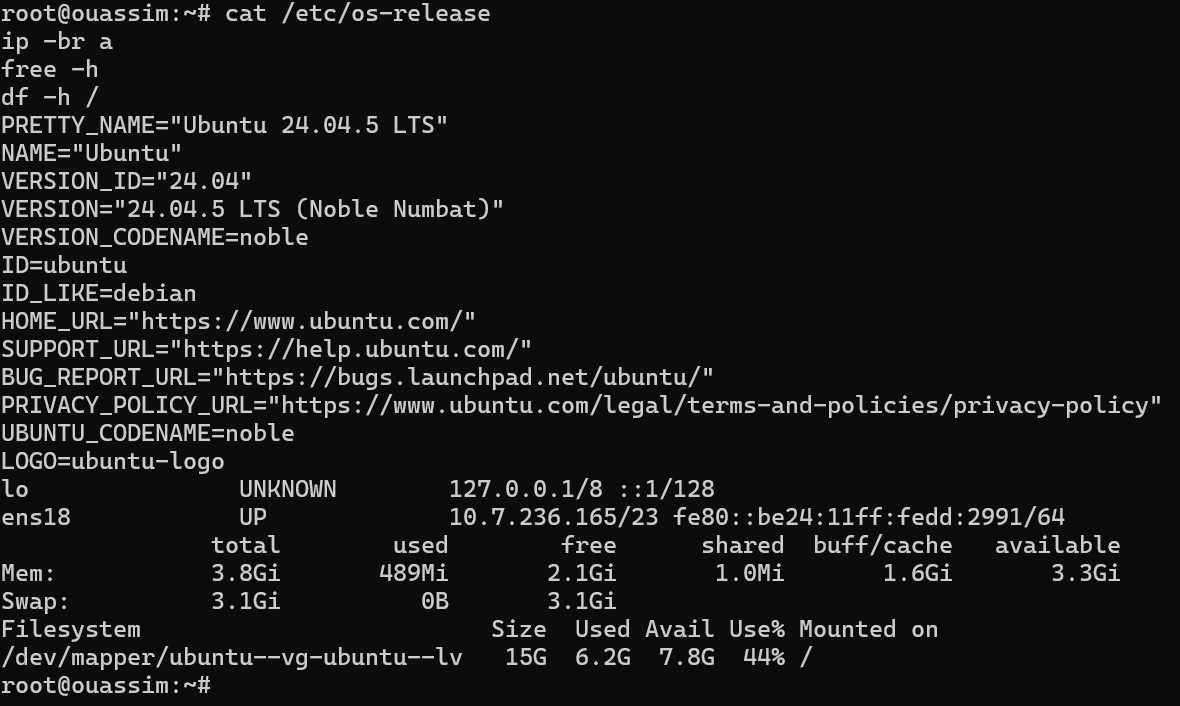 root@ouassim:~# cat /etc/os-release
ip -br a
free -h
df -h /
PRETTY_NAME="Ubuntu 24.04.5 LTS"
NAME="Ubuntu"
VERSION_ID="24.04"
VERSION="24.04.5 LTS (Noble Numbat)"
VERSION_CODENAME=noble
ID=ubuntu
ID_LIKE=debian
HOME_URL="https://www.ubuntu.com/"
SUPPORT_URL="https://help.ubuntu.com/"
BUG_REPORT_URL="https://bugs.launchpad.net/ubuntu/"
PRIVACY_POLICY_URL="https://www.ubuntu.com/legal/terms-and-policies/privacy-policy"
UBUNTU_CODENAME=noble
LOGO=ubuntu-logo
lo               UNKNOWN        127.0.0.1/8 ::1/128
ens18            UP             10.7.236.165/23 fe80::be24:11ff:fedd:2991/64
               total        used        free      shared  buff/cache   available
Mem:           3.8Gi       489Mi       2.1Gi       1.0Mi       1.6Gi       3.3Gi
Swap:          3.1Gi          0B       3.1Gi
Filesystem                         Size  Used Avail Use% Mounted on
/dev/mapper/ubuntu--vg-ubuntu--lv   15G  6.2G  7.8G  44% /
root@ouassim:~#